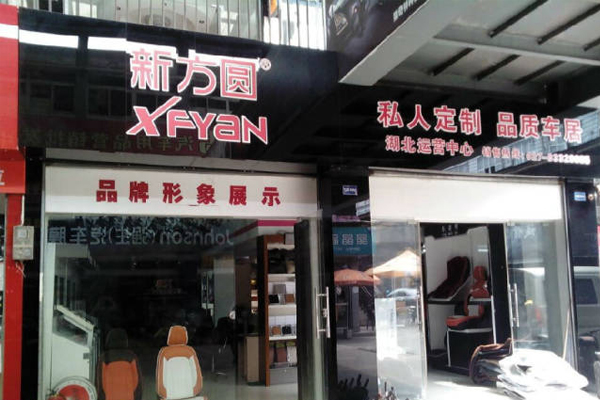 新方圆®
XFYAN
私人定制 品质车居
湖北运营中心
品牌形象展示
Johnson